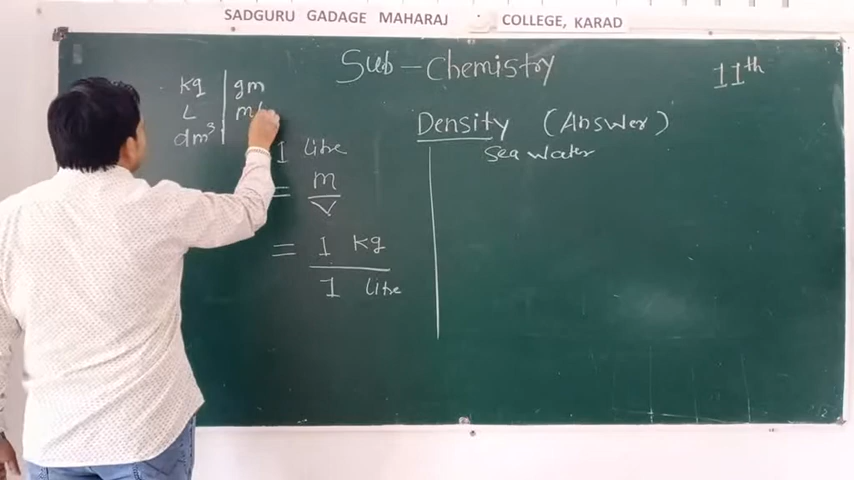 SADGURU GADAGE MAHARAJ COLLEGE, KARAD
Sub - Chemistry 11th
kg | gm
L
dm³
1 litre
= m/V
= 1 kg / 1 litre
Density (Answer)
Sea water